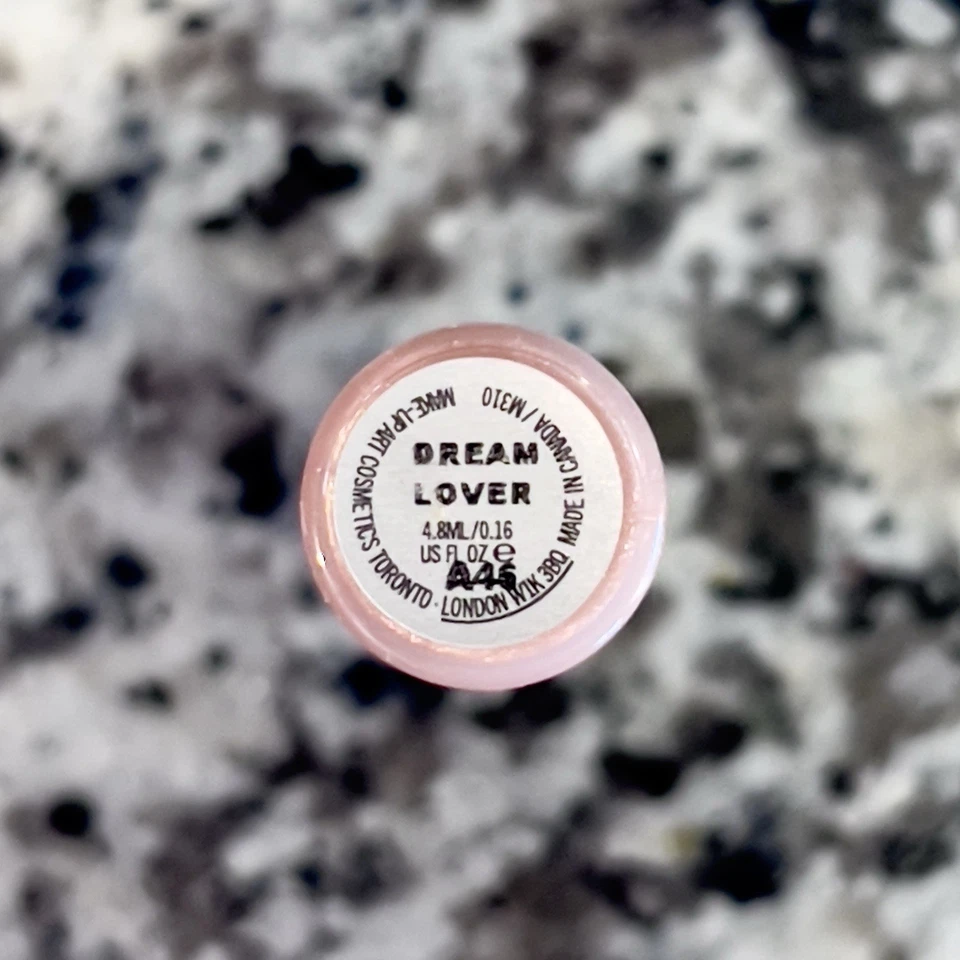 DREAM
LOVER
4.8ML/0.16
US FL OZ e
A46
MAKE-UP ART COSMETICS TORONTO · LONDON W1K 3BQ MADE IN CANADA / M310